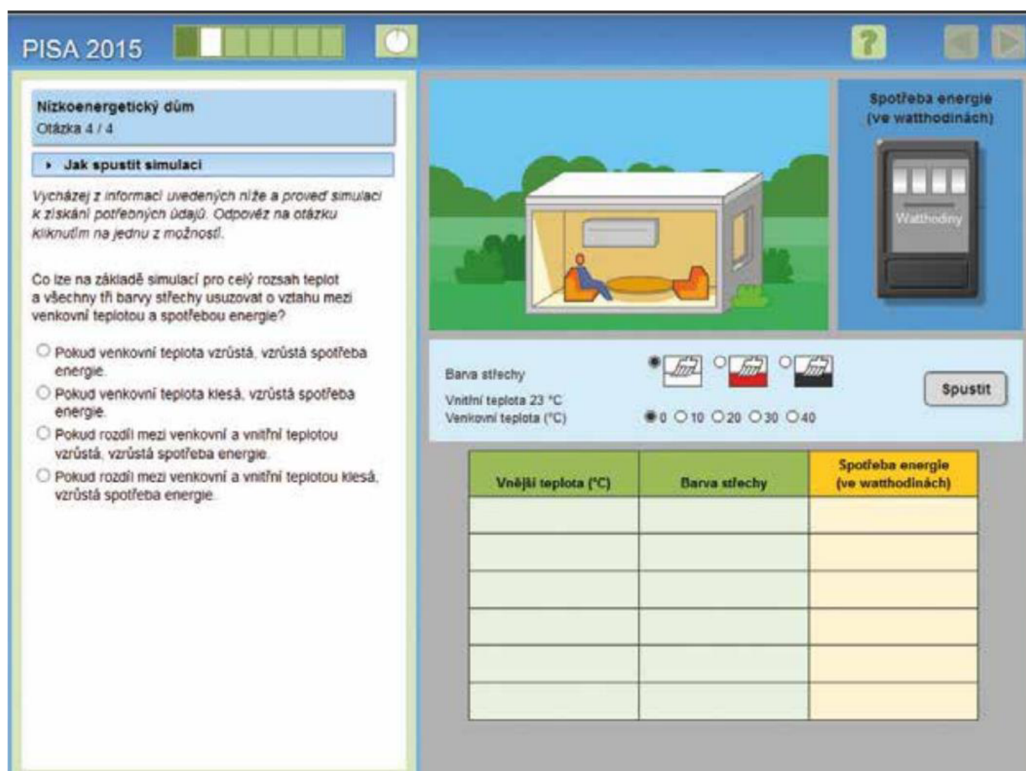 PISA 2015
?
Nízkoenergetický dům
Otázka 4 / 4
Jak spustit simulaci
Vycházej z informací uvedených níže a proveď simulaci
k získání potřebných údajů. Odpověz na otázku
kliknutím na jednu z možností.
Co lze na základě simulací pro celý rozsah teplot
a všechny tři barvy střechy usuzovat o vztahu mezi
venkovní teplotou a spotřebou energie?
Pokud venkovní teplota vzrůstá, vzrůstá spotřeba
energie.
Pokud venkovní teplota klesá, vzrůstá spotřeba
energie.
Pokud rozdíl mezi venkovní a vnitřní teplotou
vzrůstá, vzrůstá spotřeba energie.
Pokud rozdíl mezi venkovní a vnitřní teplotou klesá,
vzrůstá spotřeba energie.
Spotřeba energie
(ve watthodinách)
Watthodiny
Barva střechy
Vnitřní teplota 23 °C
Venkovní teplota (°C) 0 10 20 30 40
Spustit
Vnější teplota (°C) Barva střechy Spotřeba energie
(ve watthodinách)